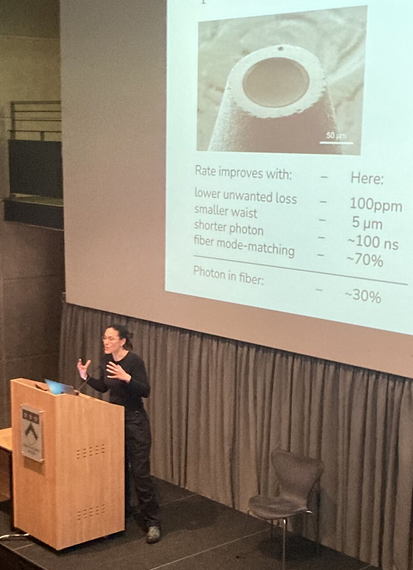 50 µm
Rate improves with: – Here:
lower unwanted loss – 100ppm
smaller waist – 5 µm
shorter photon – ~100 ns
fiber mode-matching – ~70%
Photon in fiber: – ~30%